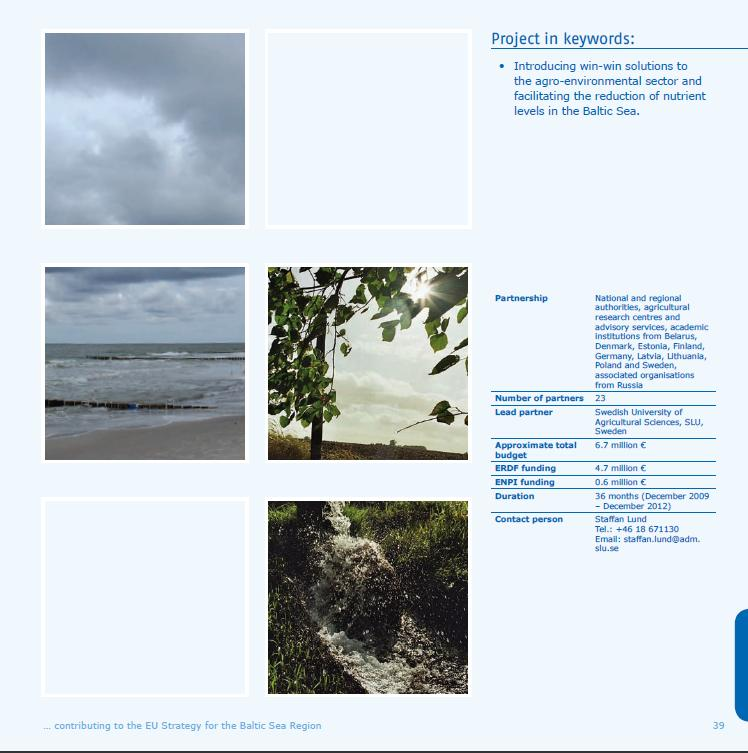 Project in keywords:
• Introducing win-win solutions to
the agro-environmental sector and
facilitating the reduction of nutrient
levels in the Baltic Sea.
Partnership National and regional
authorities, agricultural
research centres and
advisory services, academic
institutions from Belarus,
Denmark, Estonia, Finland,
Germany, Latvia, Lithuania,
Poland and Sweden,
associated organisations
from Russia
Number of partners 23
Lead partner Swedish University of
Agricultural Sciences, SLU,
Sweden
Approximate total 6.7 million €
budget
ERDF funding 4.7 million €
ENPI funding 0.6 million €
Duration 36 months (December 2009
– December 2012)
Contact person Staffan Lund
Tel.: +46 18 671130
Email: staffan.lund@adm.
slu.se
... contributing to the EU Strategy for the Baltic Sea Region 39